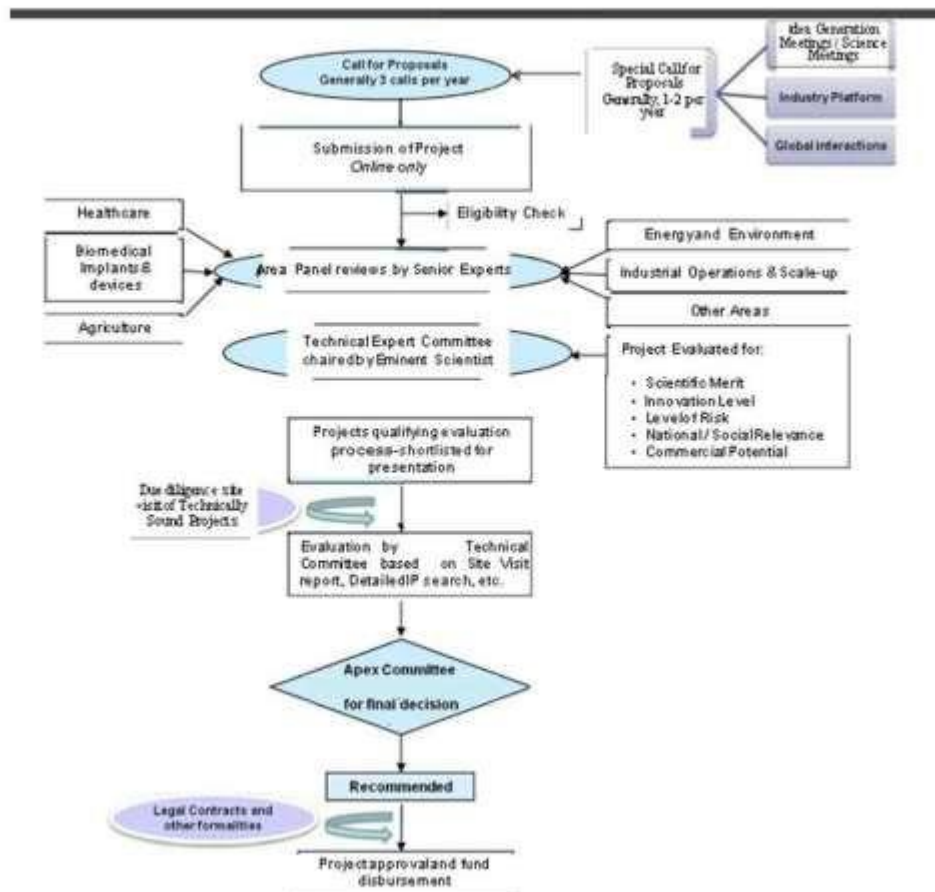 Idea Generation
Meetings / Science
Meetings
Call for Proposals
Generally 3 calls per year
Special Call for
Proposals
Generally, 1-2 per
year
Industry Platform
Global interactions
Submission of Project
Online only
Eligibility Check
Healthcare
Biomedical
Implants &
devices
Agriculture
Area Panel reviews by Senior Experts
Energy and Environment
Industrial Operations & Scale-up
Other Areas
Technical Expert Committee
chaired by Eminent Scientist
Project Evaluated for:
• Scientific Merit
• Innovation Level
• Level of Risk
• National / Social Relevance
• Commercial Potential
Projects qualifying evaluation
process-shortlisted for
presentation
Due diligence site
visit of Technically
Sound Projects
Evaluation by Technical
Committee based on Site Visit
report, Detailed IP search, etc.
Apex Committee
for final decision
Recommended
Legal Contracts and
other formalities
Project approval and fund
disbursement